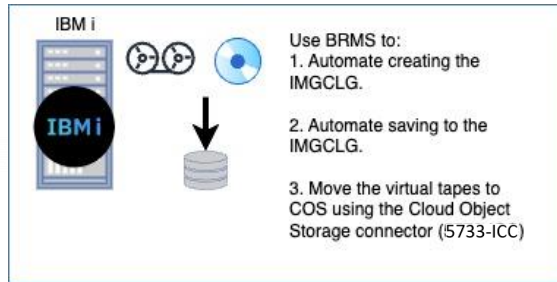 IBM i
IBM i
Use BRMS to:
1. Automate creating the
IMGCLG.
2. Automate saving to the
IMGCLG.
3. Move the virtual tapes to
COS using the Cloud Object
Storage connector (5733-ICC)